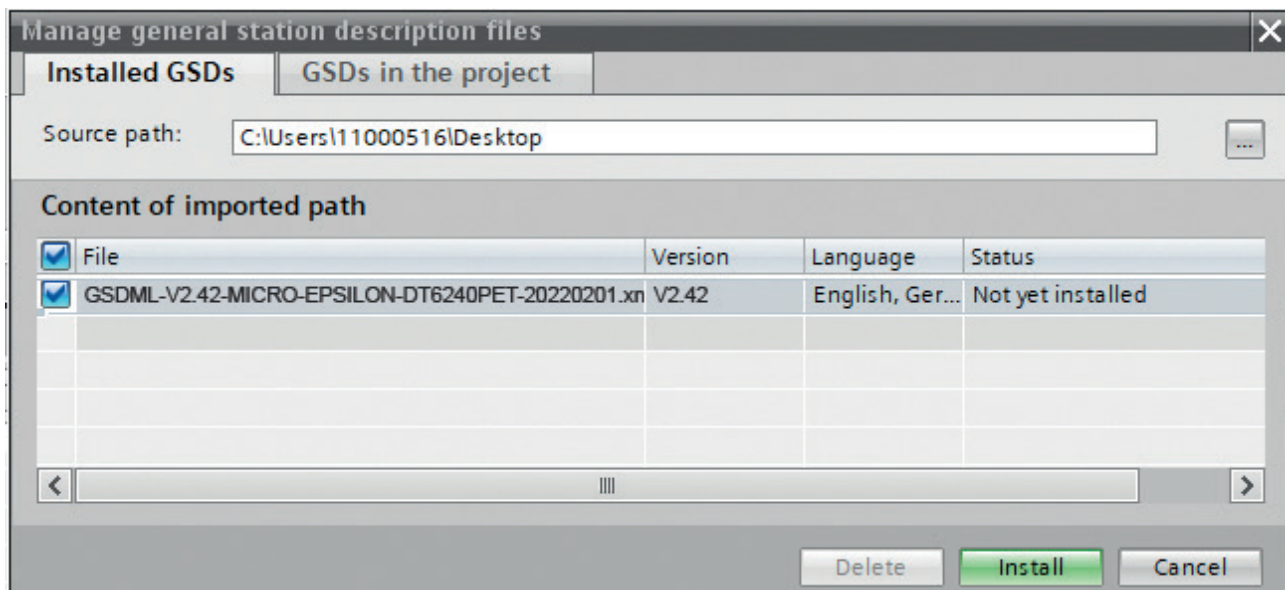 Manage general station description files
Installed GSDs GSDs in the project
Source path: C:\Users\11000516\Desktop ...
Content of imported path
File Version Language Status
GSDML-V2.42-MICRO-EPSILON-DT6240PET-20220201.xn V2.42 English, Ger... Not yet installed
Delete Install Cancel